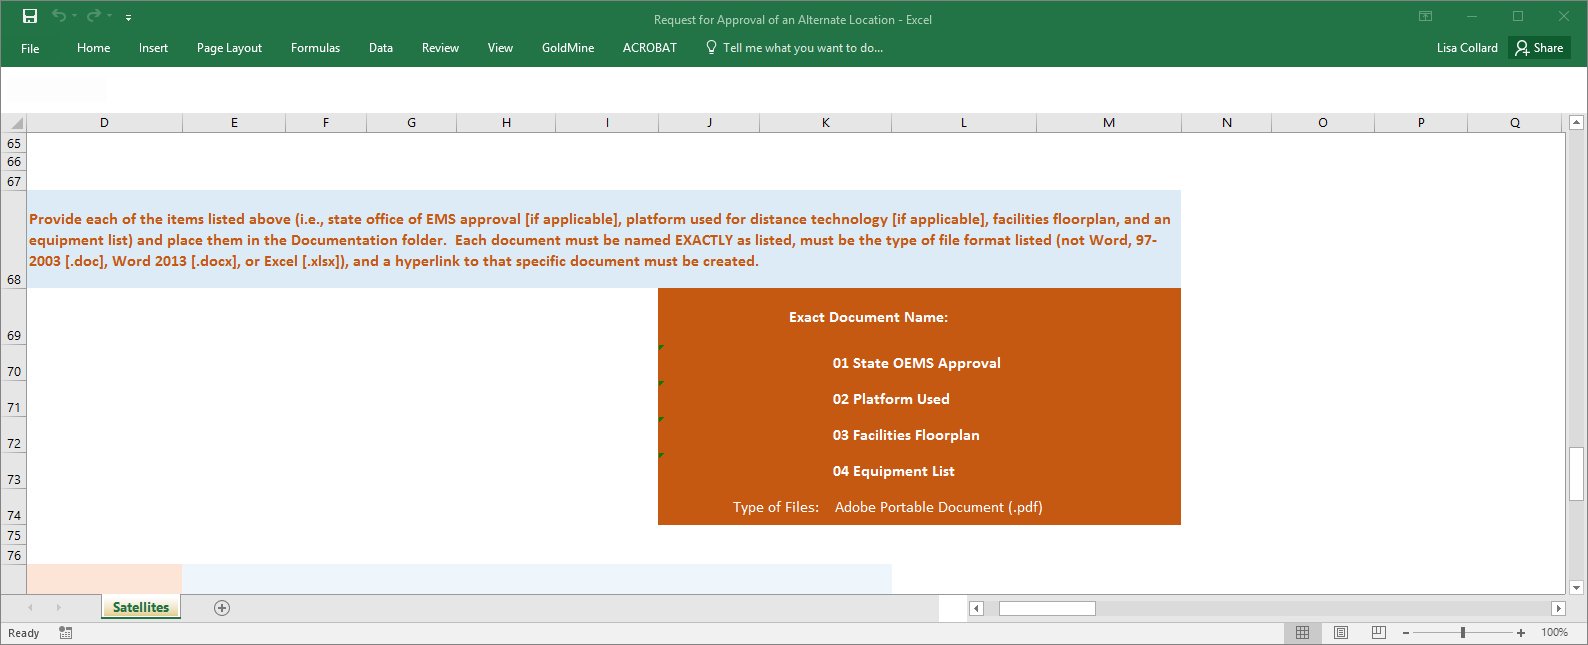 Request for Approval of an Alternate Location - Excel
File Home Insert Page Layout Formulas Data Review View GoldMine ACROBAT Tell me what you want to do... Lisa Collard Share
D E F G H I J K L M N O P Q
65
66
67
Provide each of the items listed above (i.e., state office of EMS approval [if applicable], platform used for distance technology [if applicable], facilities floorplan, and an
equipment list) and place them in the Documentation folder.  Each document must be named EXACTLY as listed, must be the type of file format listed (not Word, 97-
2003 [.doc], Word 2013 [.docx], or Excel [.xlsx]), and a hyperlink to that specific document must be created.
68
Exact Document Name:
69
01 State OEMS Approval
70
02 Platform Used
71
03 Facilities Floorplan
72
04 Equipment List
73
Type of Files: Adobe Portable Document (.pdf)
74
75
76
Satellites
Ready 100%